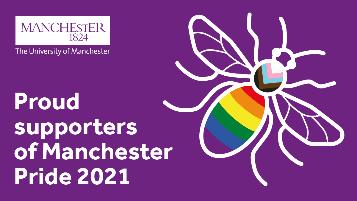 MANCHESTER
1824
The University of Manchester
Proud
supporters
of Manchester
Pride 2021